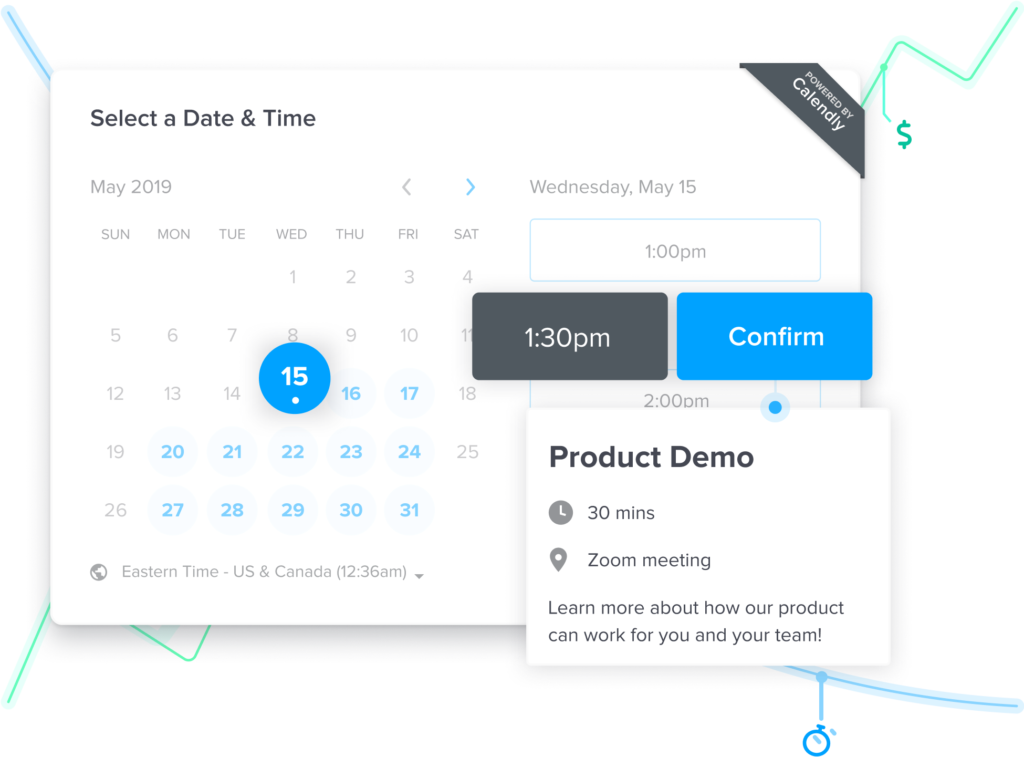 POWERED BY
Calendly
Select a Date & Time
May 2019
SUN MON TUE WED THU FRI SAT
1 2 3 4
5 6 7 8 9 10 11
12 13 14 15 16 17 18
19 20 21 22 23 24 25
26 27 28 29 30 31
Eastern Time - US & Canada (12:36am)
Wednesday, May 15
1:00pm
1:30pm Confirm
2:00pm
Product Demo
30 mins
Zoom meeting
Learn more about how our product
can work for you and your team!
$